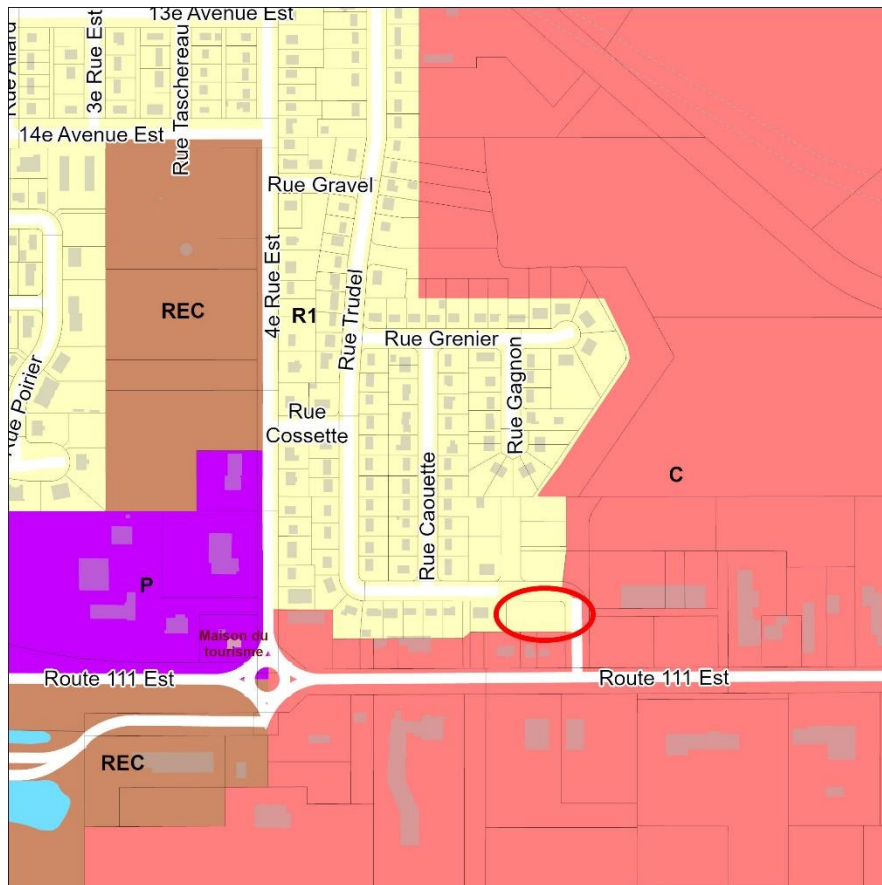 13e Avenue Est
Rue Allard
3e Rue Est
Rue Taschereau
14e Avenue Est
Rue Gravel
4e Rue Est
REC
R1
Rue Trudel
Rue Grenier
Rue Gagnon
Rue Poirier
Rue
Cossette
Rue Caouette
C
P
Maison du
tourisme
Route 111 Est
Route 111 Est
REC